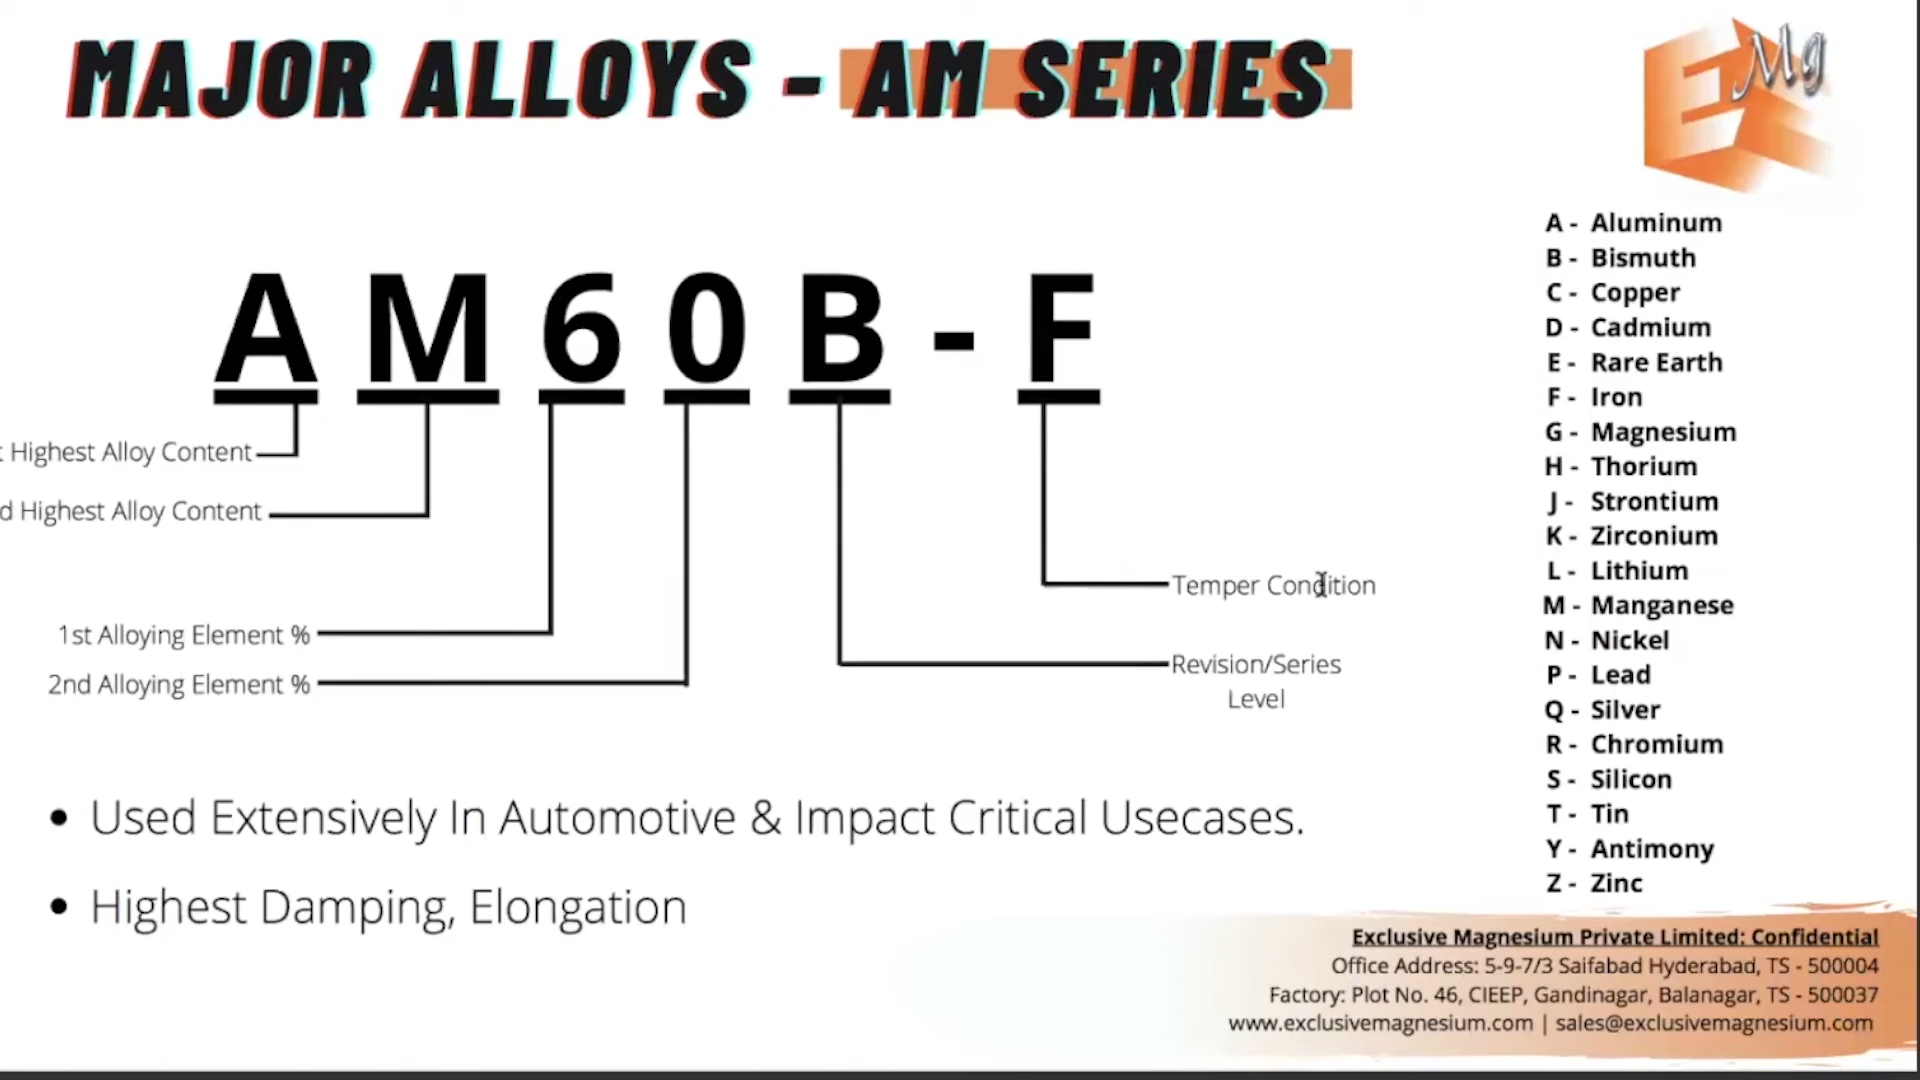 MAJOR ALLOYS - AM SERIES
EMg
AM60B-F
Highest Alloy Content
Highest Alloy Content
1st Alloying Element %
2nd Alloying Element %
Temper Condition
Revision/Series
Level
• Used Extensively In Automotive & Impact Critical Usecases.
• Highest Damping, Elongation
A - Aluminum
B - Bismuth
C - Copper
D - Cadmium
E - Rare Earth
F - Iron
G - Magnesium
H - Thorium
J - Strontium
K - Zirconium
L - Lithium
M - Manganese
N - Nickel
P - Lead
Q - Silver
R - Chromium
S - Silicon
T - Tin
Y - Antimony
Z - Zinc
Exclusive Magnesium Private Limited: Confidential
Office Address: 5-9-7/3 Saifabad Hyderabad, TS - 500004
Factory: Plot No. 46, CIEEP, Gandinagar, Balanagar, TS - 500037
www.exclusivemagnesium.com | sales@exclusivemagnesium.com